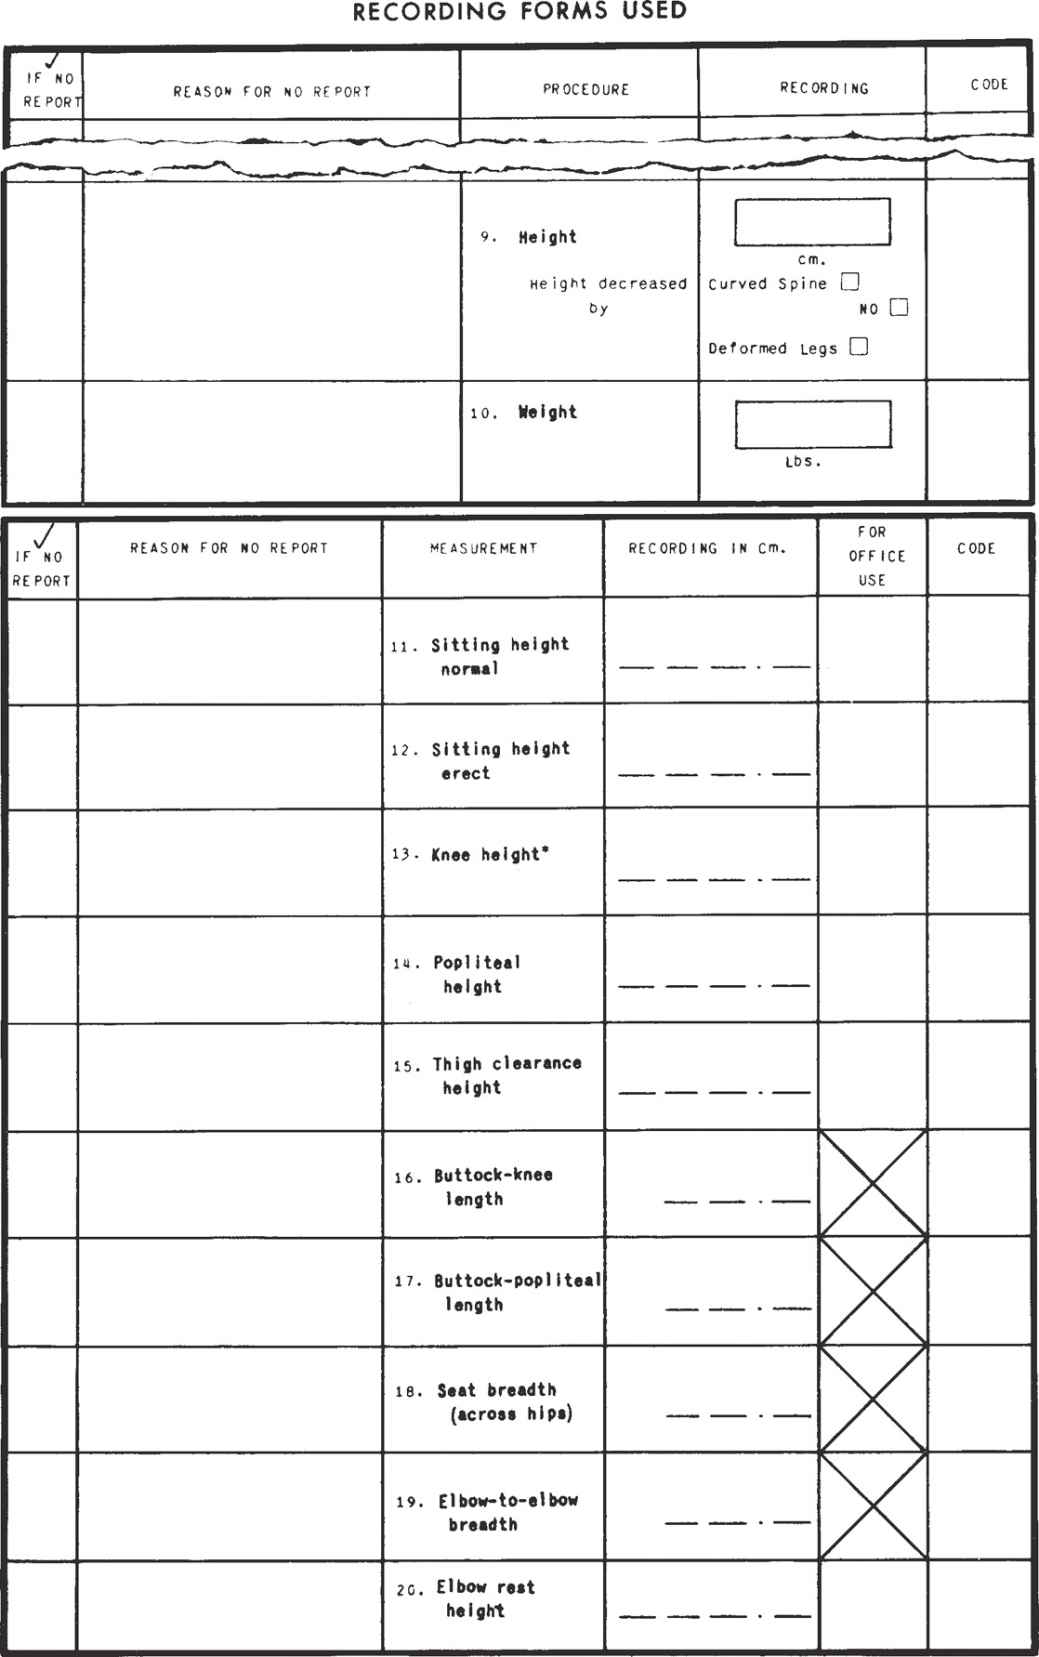 RECORDING FORMS USED
✓
IF NO
REPORT
REASON FOR NO REPORT
PROCEDURE
RECORDING
CODE
9. Height
cm.
Height decreased
by
Curved Spine
NO
Deformed Legs
10. Weight
Lbs.
✓
IF NO
REPORT
REASON FOR NO REPORT
MEASUREMENT
RECORDING IN Cm.
FOR
OFFICE
USE
CODE
11. Sitting height
normal
12. Sitting height
erect
13. Knee height*
14. Popliteal
height
15. Thigh clearance
height
16. Buttock-knee
length
17. Buttock-popliteal
length
18. Seat breadth
(across hips)
19. Elbow-to-elbow
breadth
20. Elbow rest
height